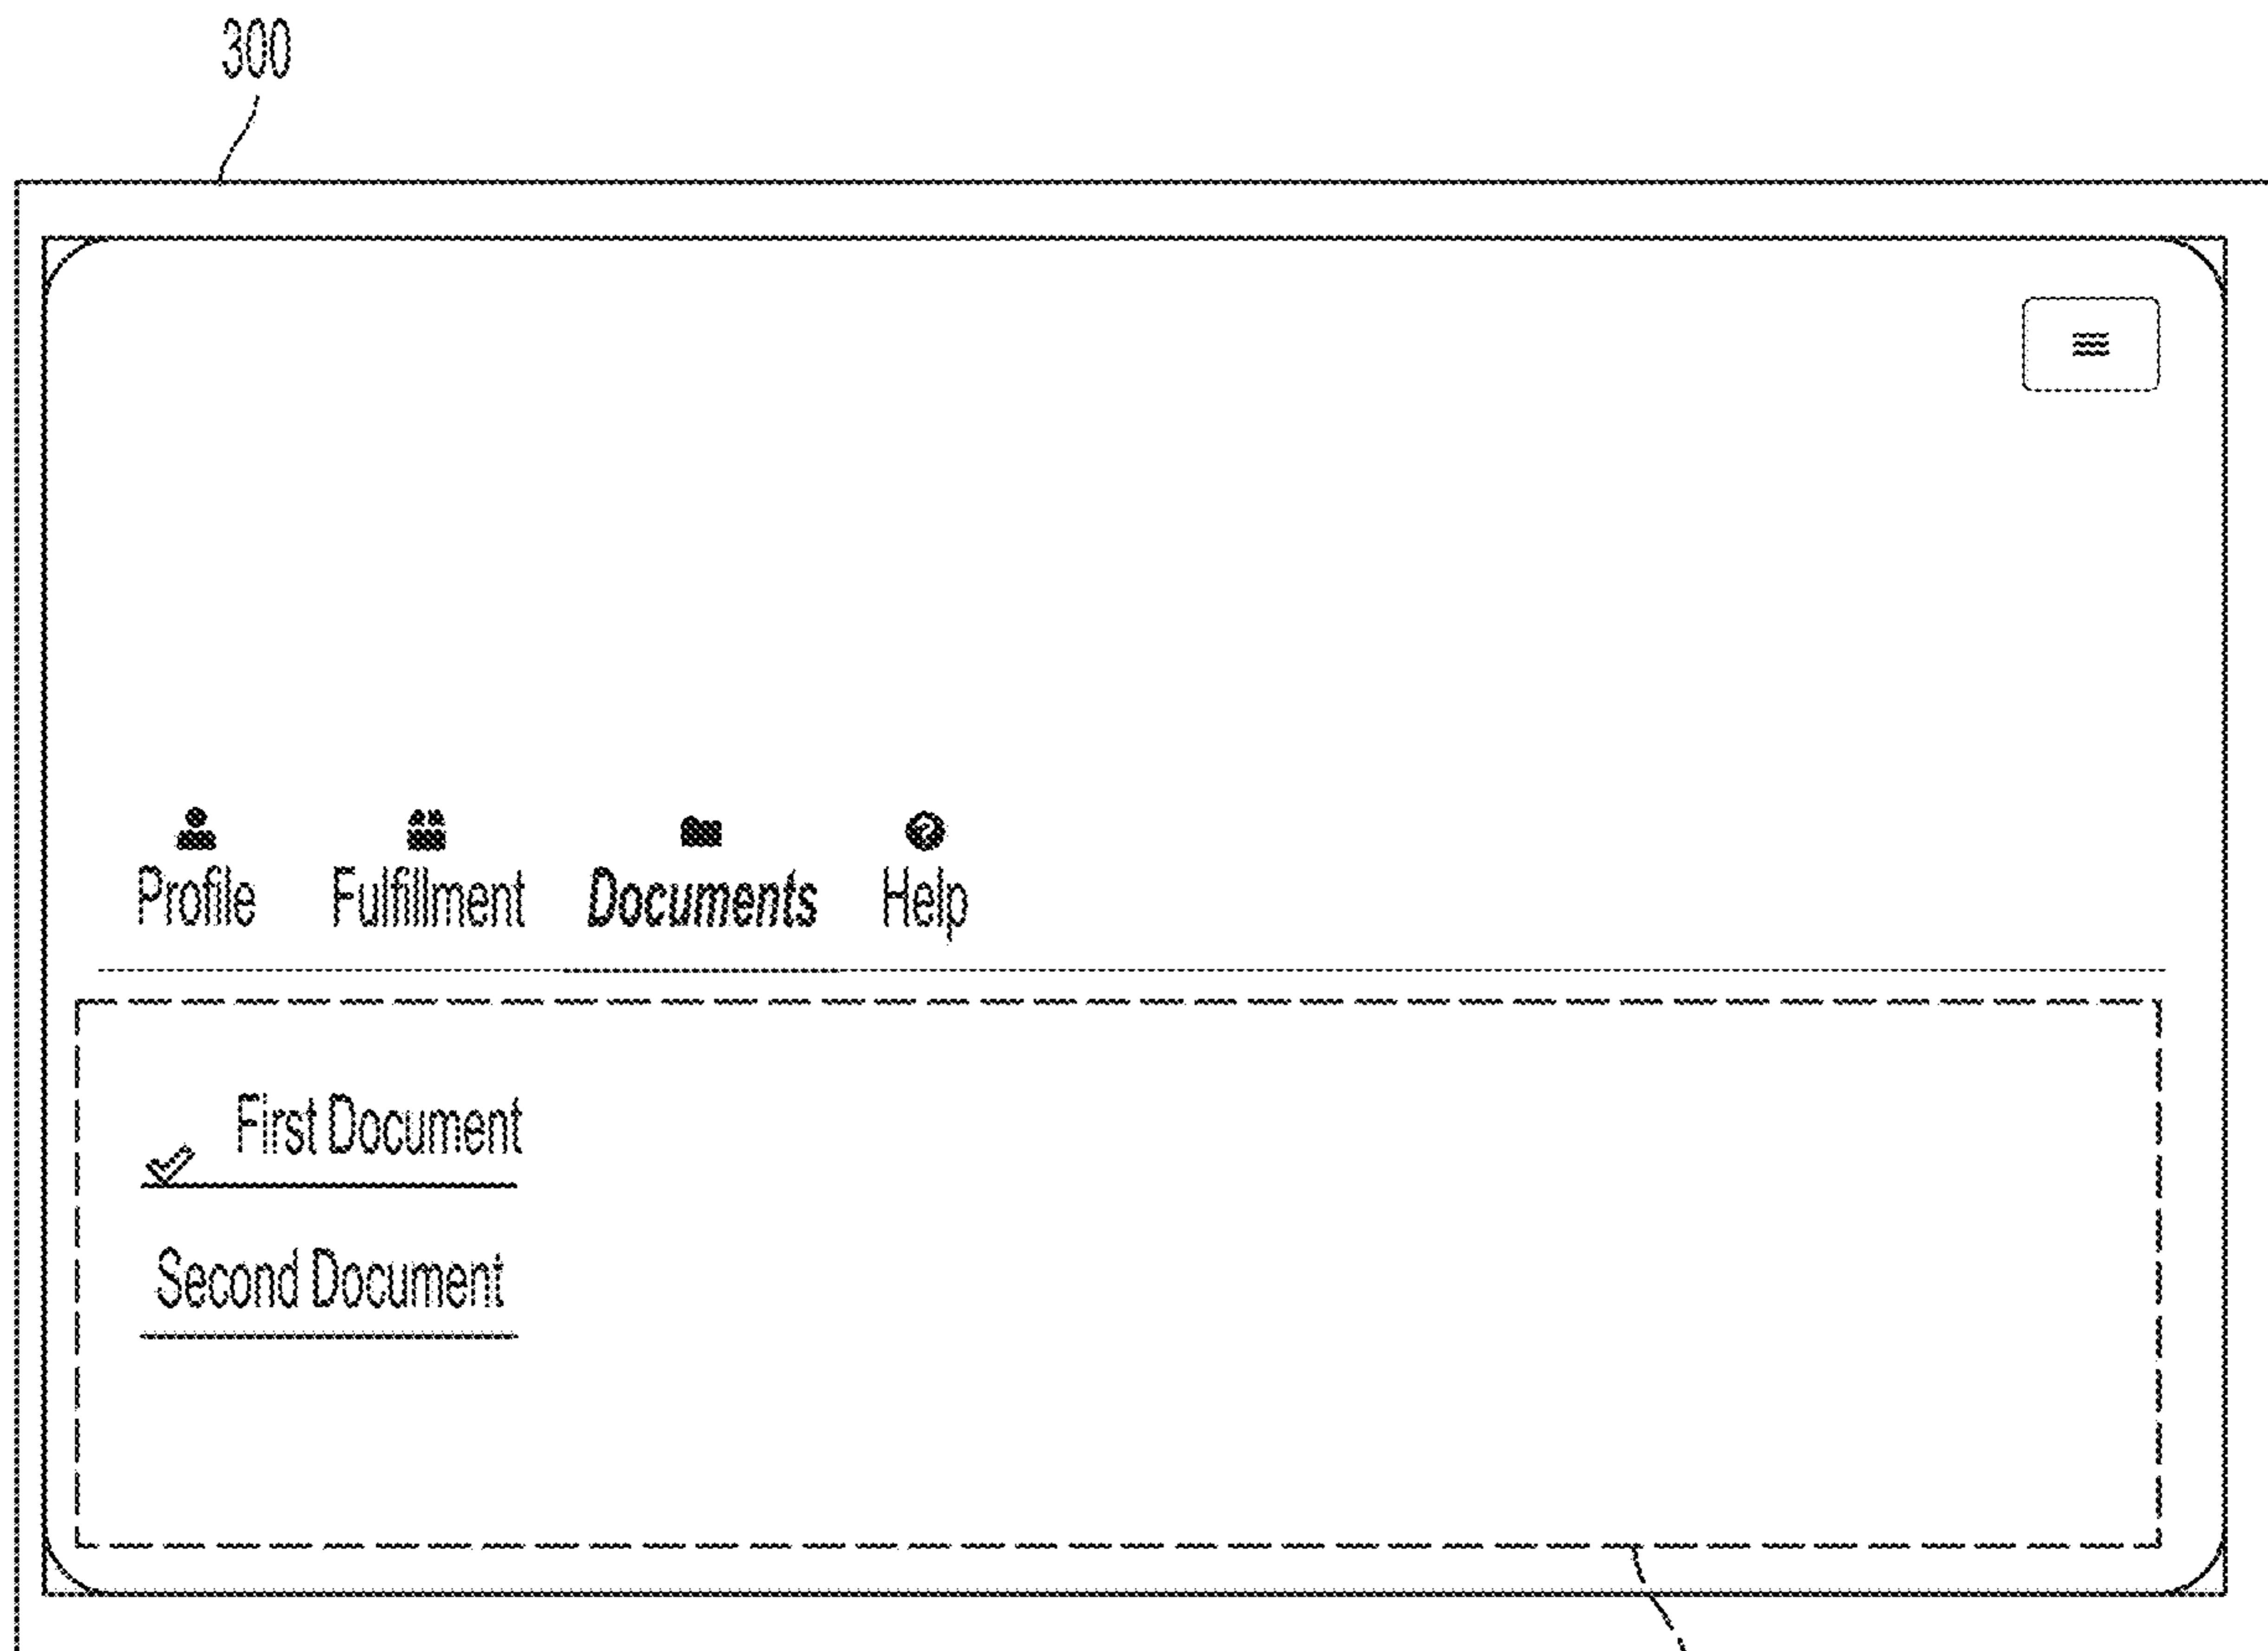 300
Profile Fulfillment Documents Help
First Document
Second Document